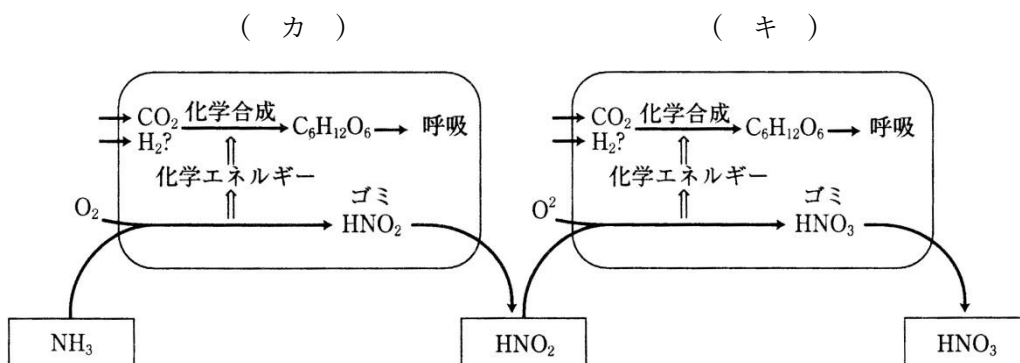 ( カ )
( キ )
CO₂ 化学合成 C₆H₁₂O₆ 呼吸
H₂?
化学エネルギー
ゴミ
O₂
HNO₂
CO₂ 化学合成 C₆H₁₂O₆ 呼吸
H₂?
化学エネルギー
ゴミ
O²
HNO₃
NH₃
HNO₂
HNO₃